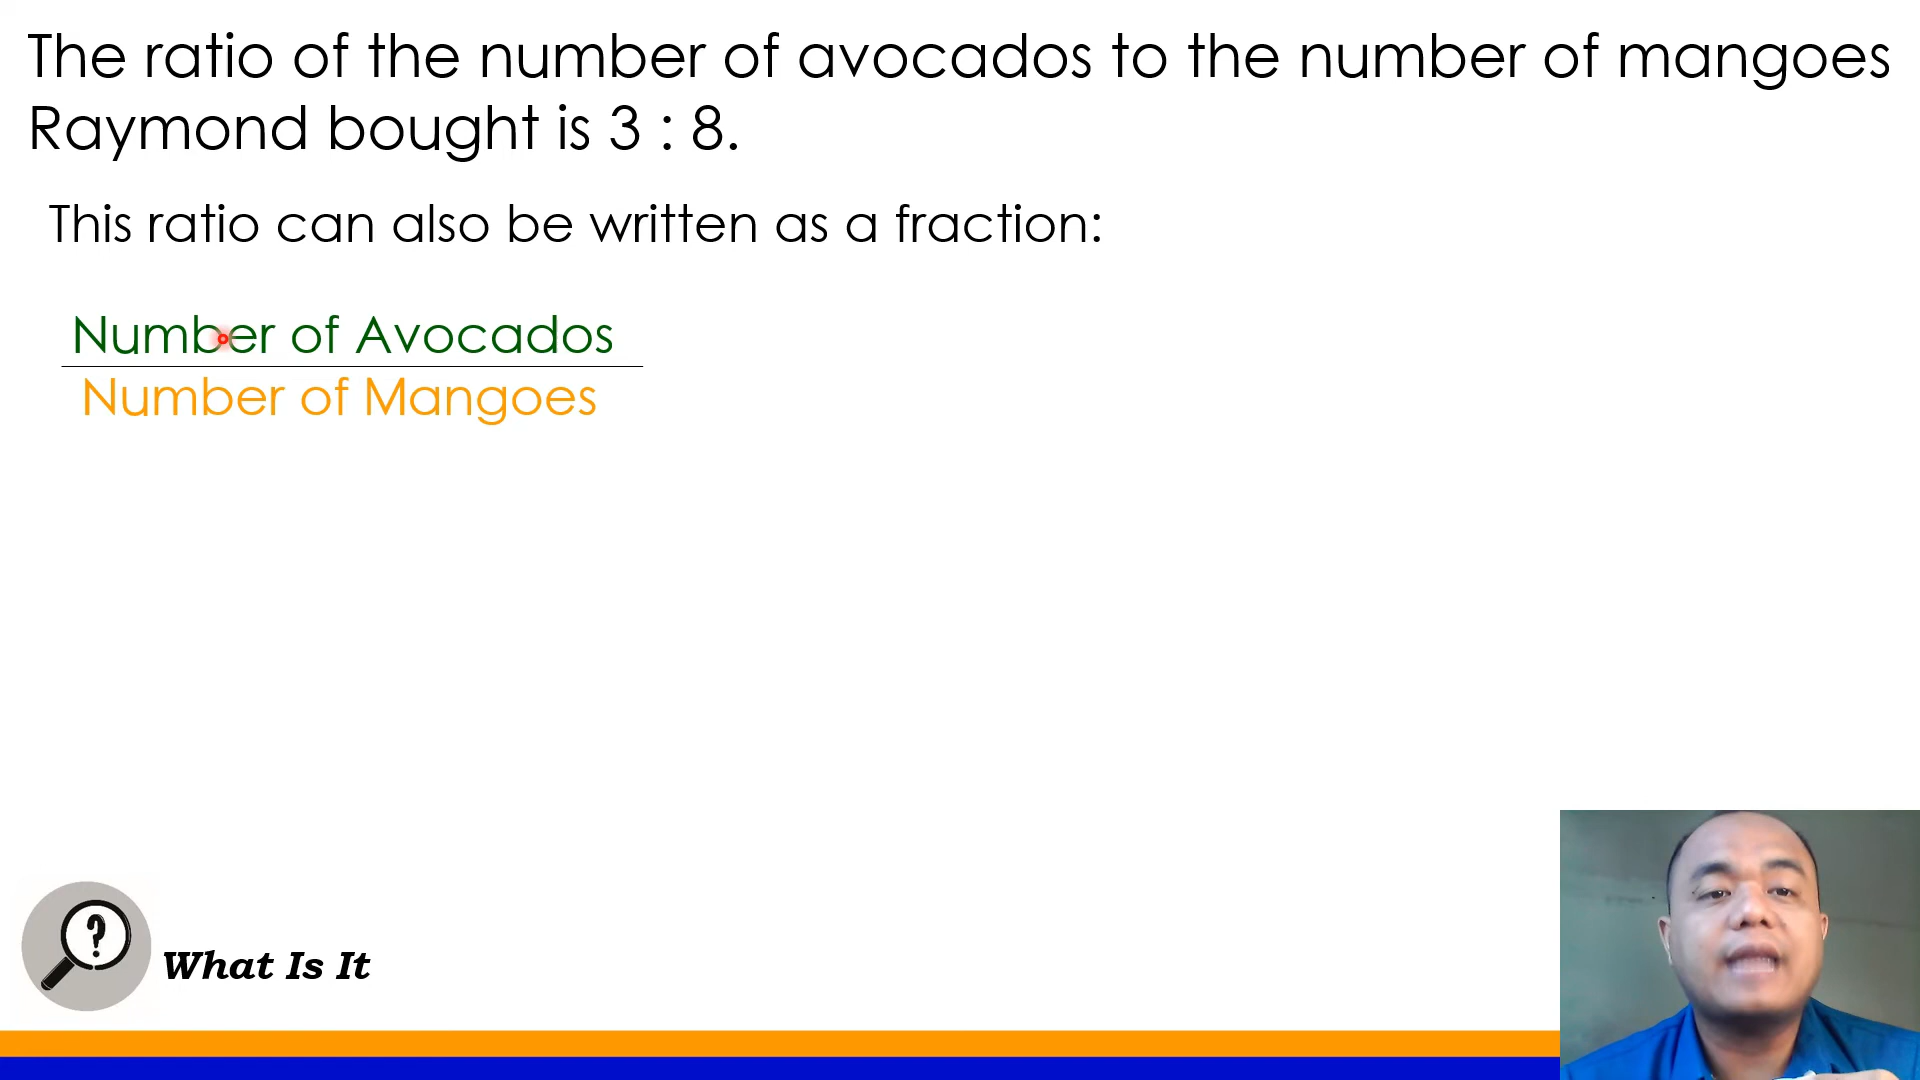 The ratio of the number of avocados to the number of mangoes
Raymond bought is 3 : 8.
This ratio can also be written as a fraction:
Number of Avocados
Number of Mangoes
?
What Is It